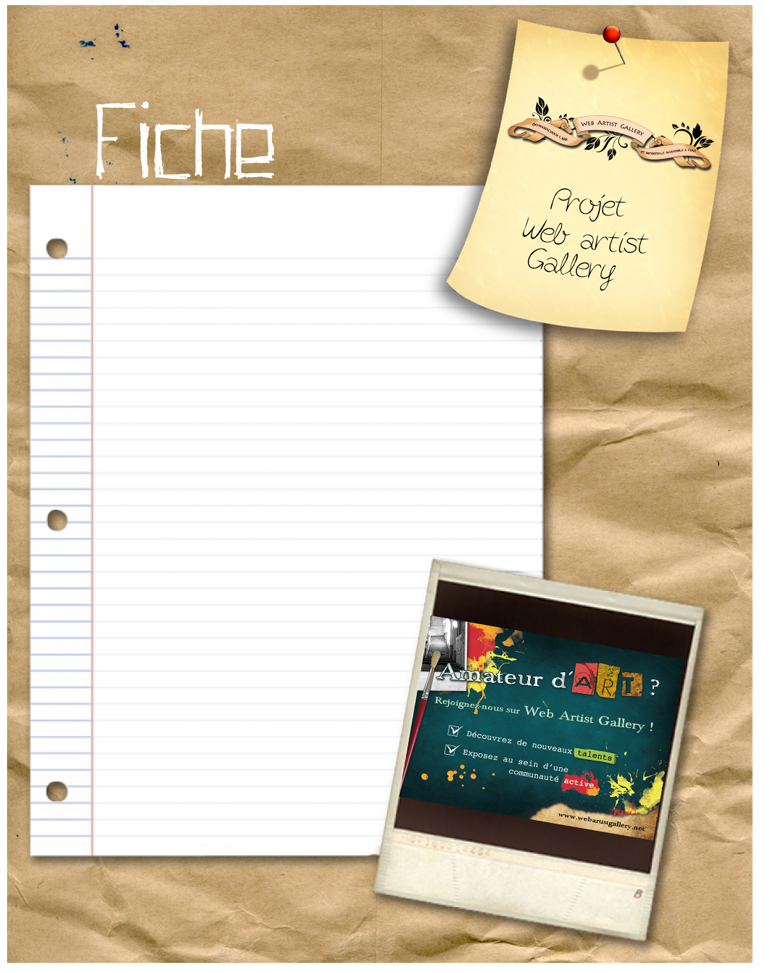 Fiche
WEB ARTIST GALLERY
Projet
Web artist
Gallery
Amateur d'ART ?
Rejoignez-nous sur Web Artist Gallery !
Découvrez de nouveaux talents
Exposez au sein d'une
communauté active
www.webartistgallery.net
B